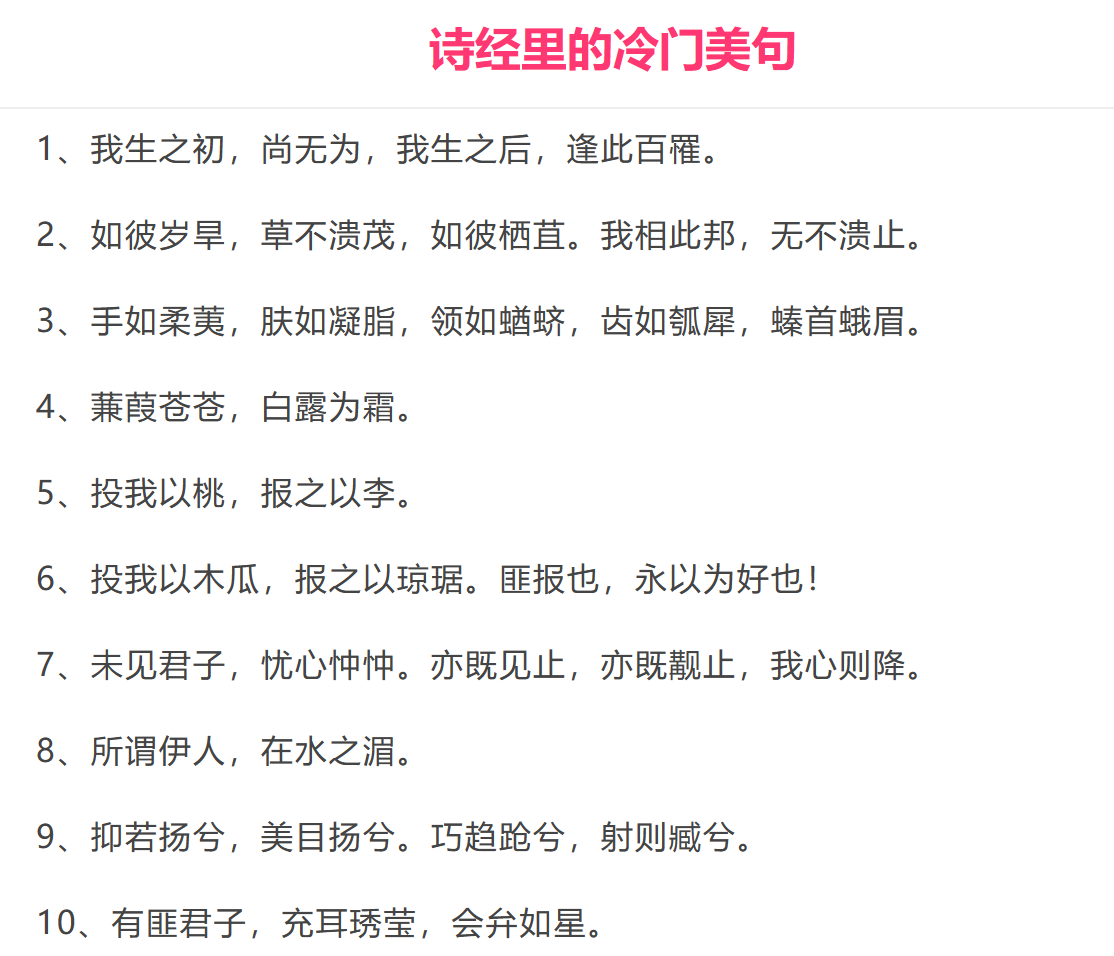 诗经里的冷门美句
1、我生之初，尚无为，我生之后，逢此百罹。
2、如彼岁旱，草不溃茂，如彼栖苴。我相此邦，无不溃止。
3、手如柔荑，肤如凝脂，领如蝤蛴，齿如瓠犀，螓首蛾眉。
4、蒹葭苍苍，白露为霜。
5、投我以桃，报之以李。
6、投我以木瓜，报之以琼琚。匪报也，永以为好也！
7、未见君子，忧心忡忡。亦既见止，亦既觏止，我心则降。
8、所谓伊人，在水之湄。
9、抑若扬兮，美目扬兮。巧趋跄兮，射则臧兮。
10、有匪君子，充耳琇莹，会弁如星。